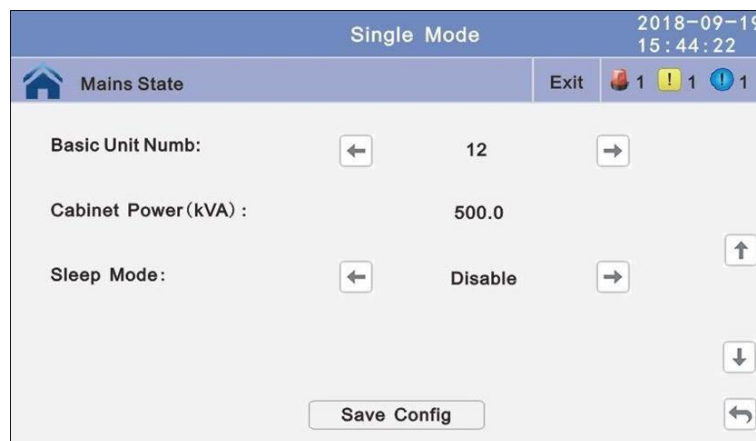 Single Mode
2018-09-19
15:44:22
Mains State
Exit
1
! 1
! 1
Basic Unit Numb:
12
Cabinet Power(kVA):
500.0
Sleep Mode:
Disable
Save Config